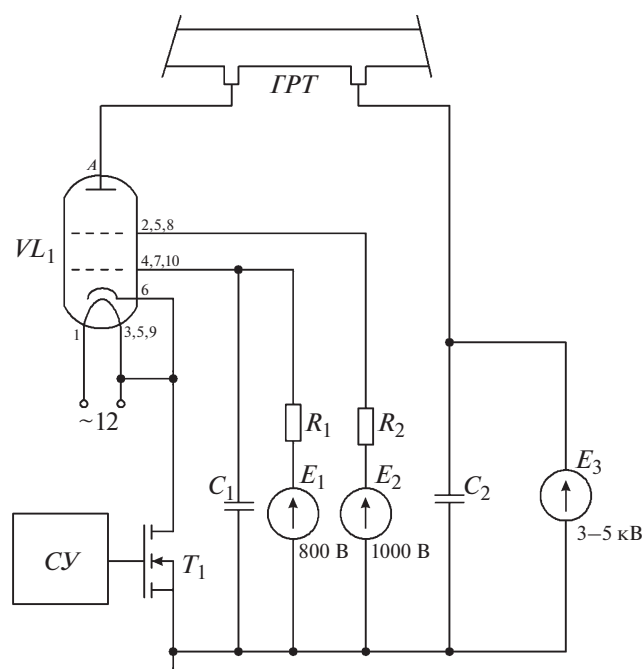 ГРТ
A
VL1
2,5,8
4,7,10
6
1
3,5,9
~12
R1
R2
C1
E1
E2
C2
E3
800 В
1000 В
3–5 кВ
СУ
T1